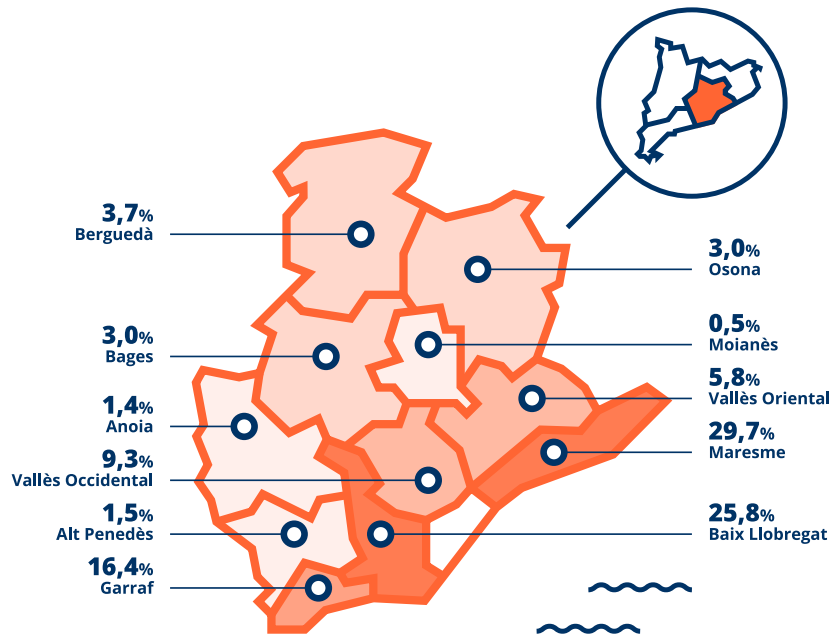 3,7%
Berguedà
3,0%
Bages
1,4%
Anoia
9,3%
Vallès Occidental
1,5%
Alt Penedès
16,4%
Garraf
3,0%
Osona
0,5%
Moianès
5,8%
Vallès Oriental
29,7%
Maresme
25,8%
Baix Llobregat